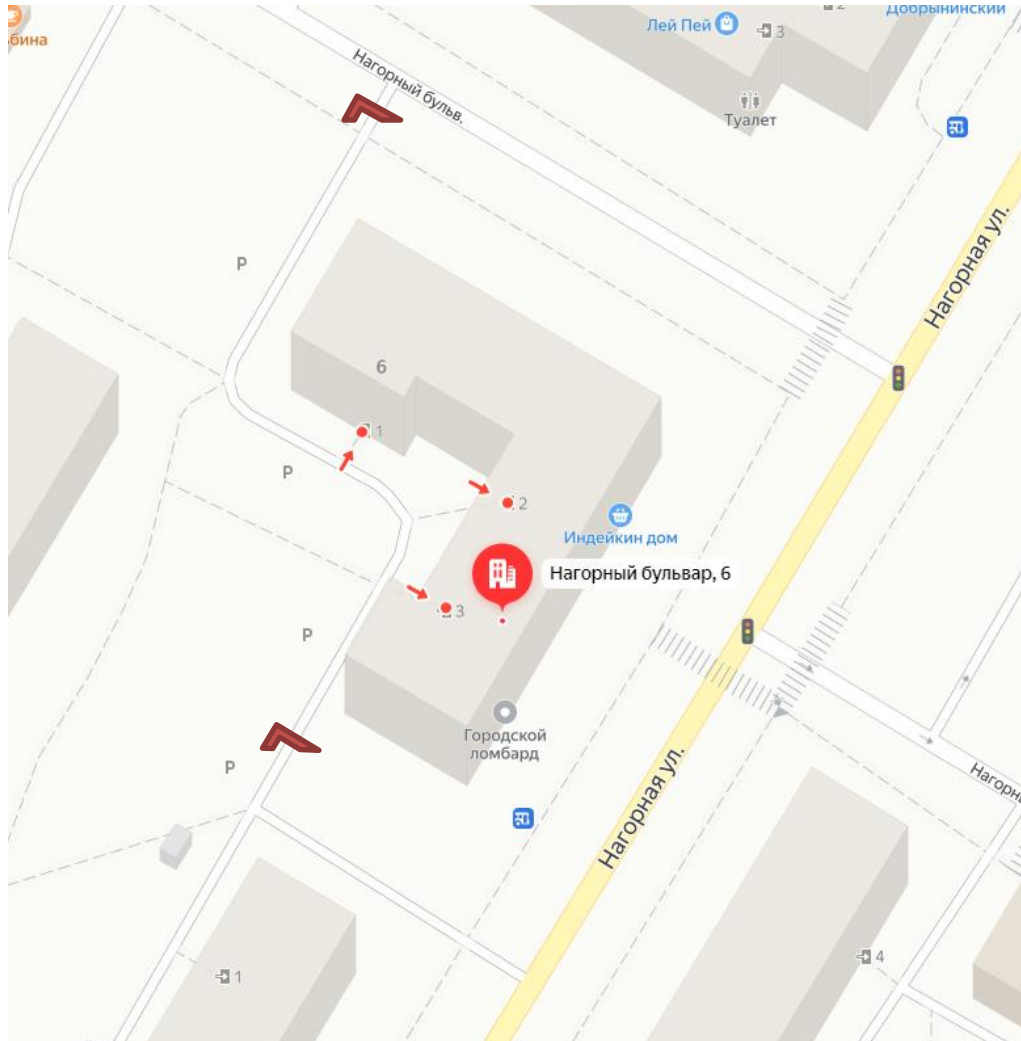 Добрынинский
бина
Лей Пей
3
Нагорный бульв.
Туалет
P
Нагорная ул.
6
1
P
2
Индейкин дом
Нагорный бульвар, 6
3
P
Городской
ломбард
P
Нагорная ул.
Нагорн
4
1